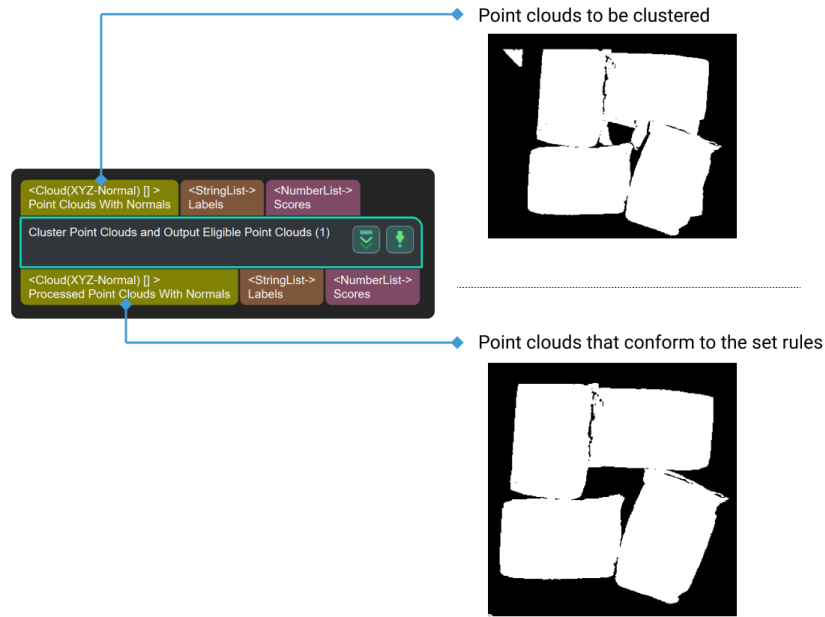 Point clouds to be clustered
<Cloud(XYZ-Normal) [] >
Point Clouds With Normals
<StringList->
Labels
<NumberList->
Scores
Cluster Point Clouds and Output Eligible Point Clouds (1)
<Cloud(XYZ-Normal) [] >
Processed Point Clouds With Normals
<StringList->
Labels
<NumberList->
Scores
Point clouds that conform to the set rules